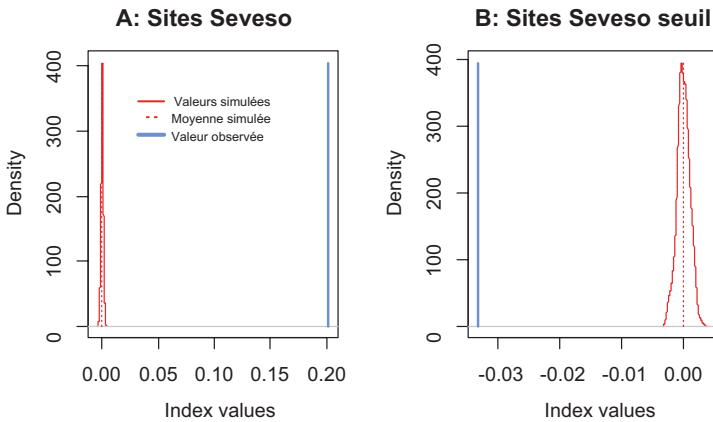 A: Sites Seveso
Density
0 100 200 300 400
Valeurs simulées
Moyenne simulée
Valeur observée
0.00 0.05 0.10 0.15 0.20
Index values
B: Sites Seveso seuil
Density
0 100 200 300 400
-0.03 -0.02 -0.01 0.00
Index values